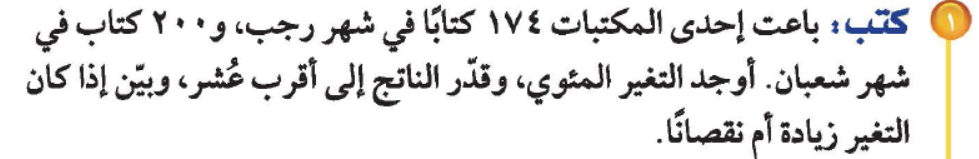 ١ كتب: باعت إحدى المكتبات ١٧٤ كتابًا في شهر رجب، و٢٠٠ كتاب في
شهر شعبان. أوجد التغير المئوي، وقدّر الناتج إلى أقرب عُشر، وبيّن إذا كان
التغير زيادة أم نقصانًا.